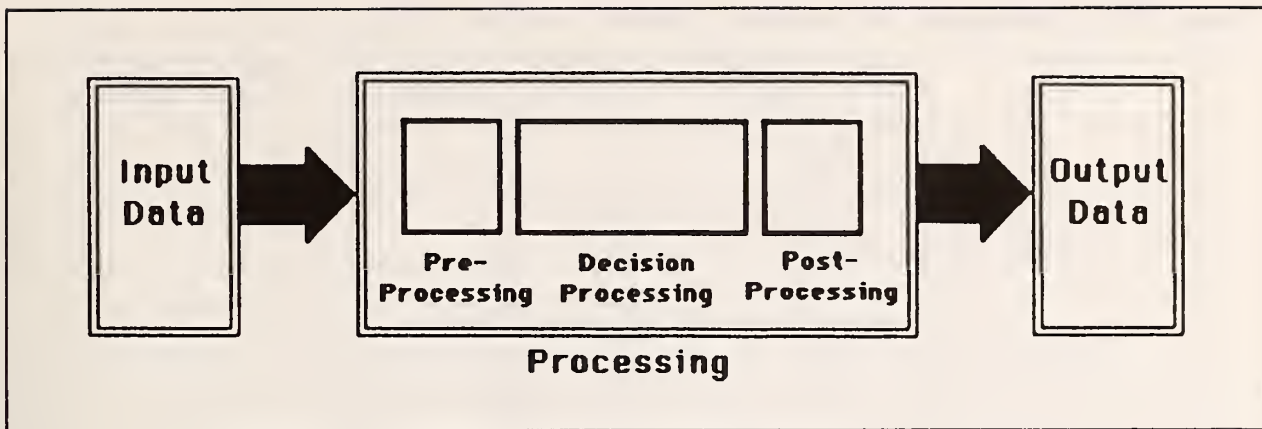 Input
Data
Pre-
Processing
Decision
Processing
Post-
Processing
Processing
Output
Data